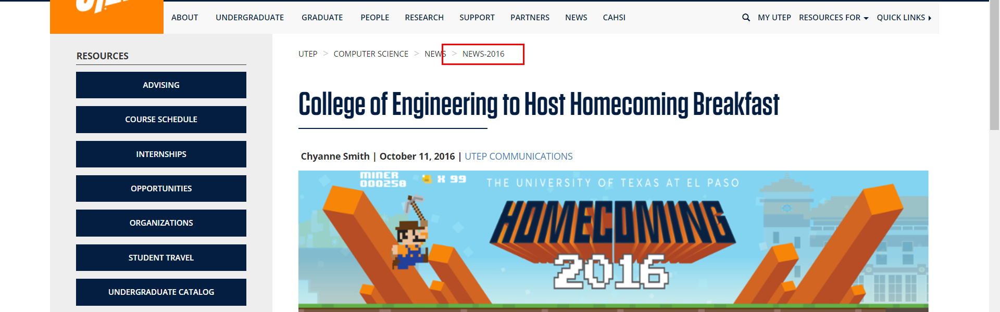 ABOUT UNDERGRADUATE GRADUATE PEOPLE RESEARCH SUPPORT PARTNERS NEWS CAHSI MY UTEP RESOURCES FOR QUICK LINKS
RESOURCES
ADVISING
COURSE SCHEDULE
INTERNSHIPS
OPPORTUNITIES
ORGANIZATIONS
STUDENT TRAVEL
UNDERGRADUATE CATALOG
UTEP > COMPUTER SCIENCE > NEWS > NEWS-2016
College of Engineering to Host Homecoming Breakfast
Chyanne Smith | October 11, 2016 | UTEP COMMUNICATIONS
MINER
000258
X 99
THE UNIVERSITY OF TEXAS AT EL PASO
HOMECOMING
2016